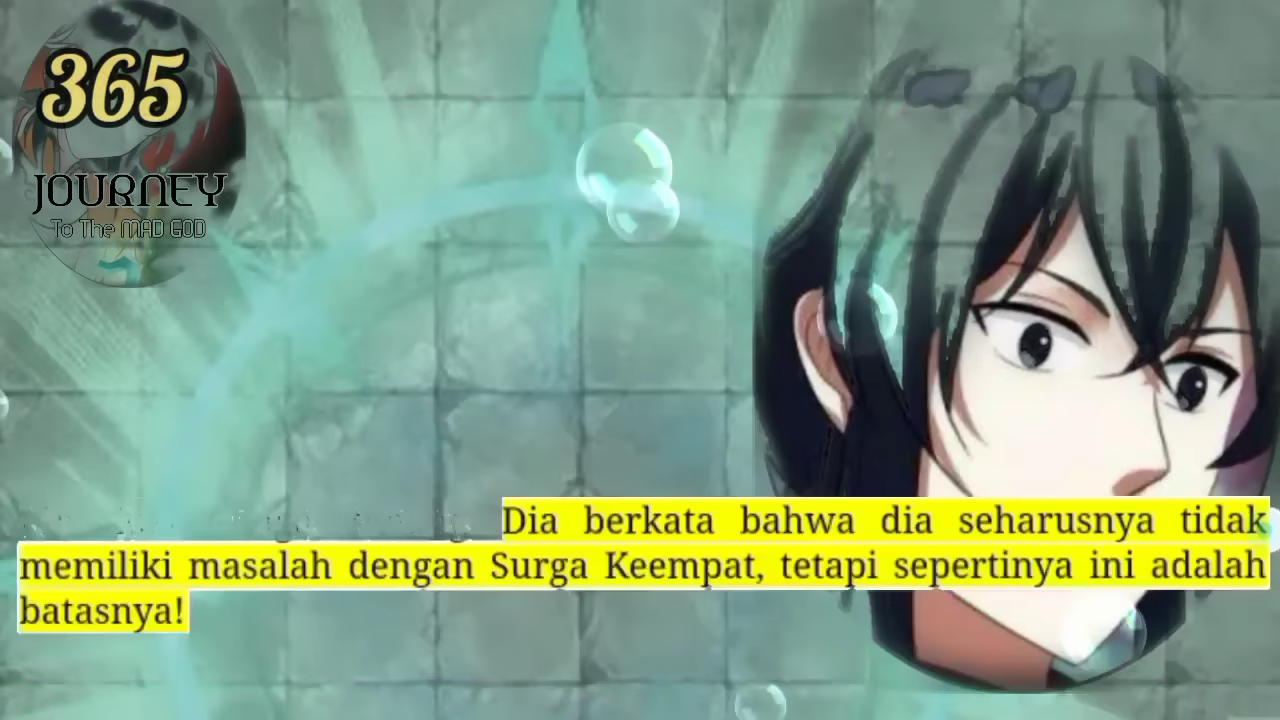 365
JOURNEY
To The MAD GOD
Dia berkata bahwa dia seharusnya tidak
memiliki masalah dengan Surga Keempat, tetapi sepertinya ini adalah
batasnya!